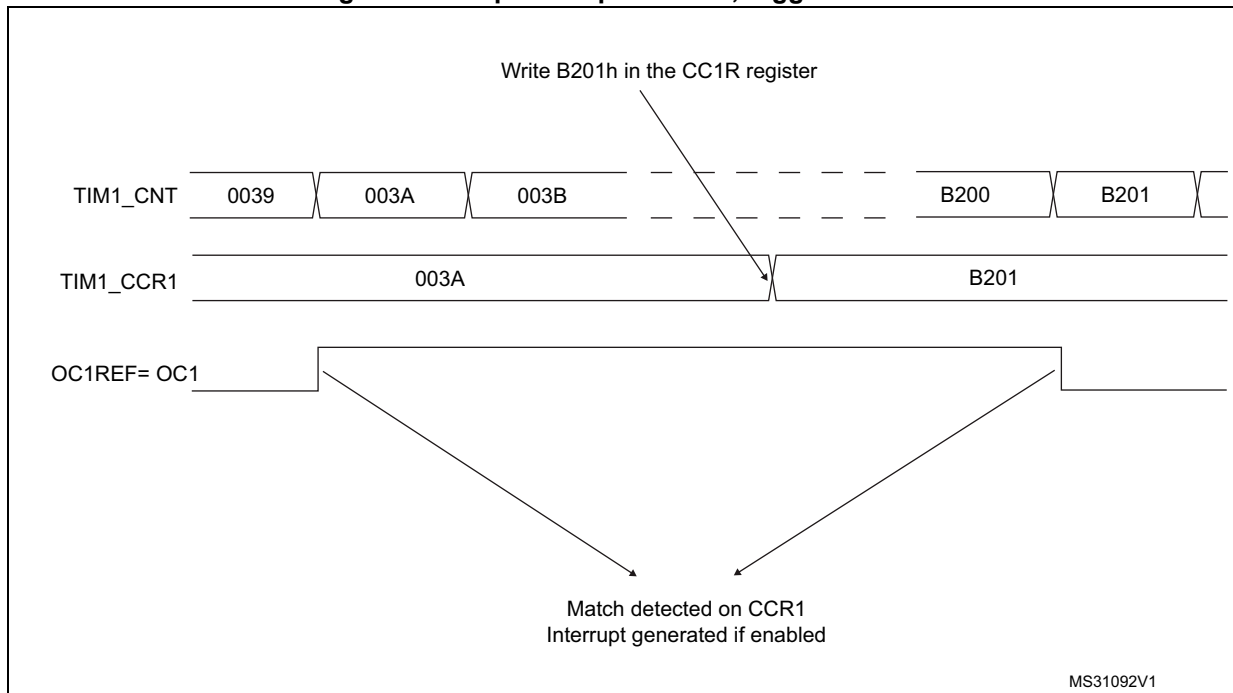 Write B201h in the CC1R register
TIM1_CNT 0039 003A 003B B200 B201
TIM1_CCR1 003A B201
OC1REF= OC1
Match detected on CCR1
Interrupt generated if enabled
MS31092V1